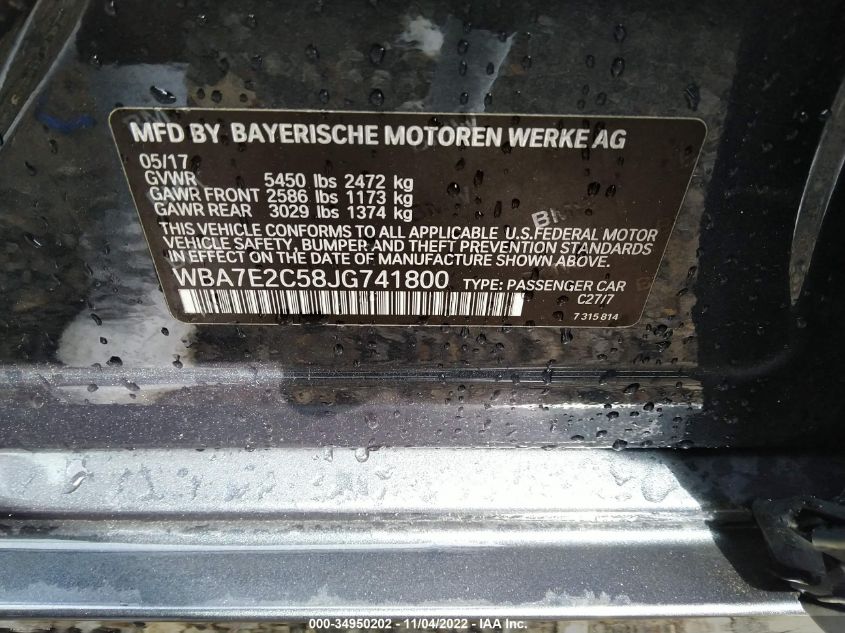 MFD BY BAYERISCHE MOTOREN WERKE AG
05/17
GVWR 5450 lbs 2472 kg
GAWR FRONT 2586 lbs 1173 kg
GAWR REAR 3029 lbs 1374 kg
THIS VEHICLE CONFORMS TO ALL APPLICABLE U.S.FEDERAL MOTOR
VEHICLE SAFETY, BUMPER AND THEFT PREVENTION STANDARDS
IN EFFECT ON THE DATE OF MANUFACTURE SHOWN ABOVE.
WBA7E2C58JG741800 TYPE: PASSENGER CAR
C27/7
7 315 814
000-34950202 - 11/04/2022 - IAA Inc.